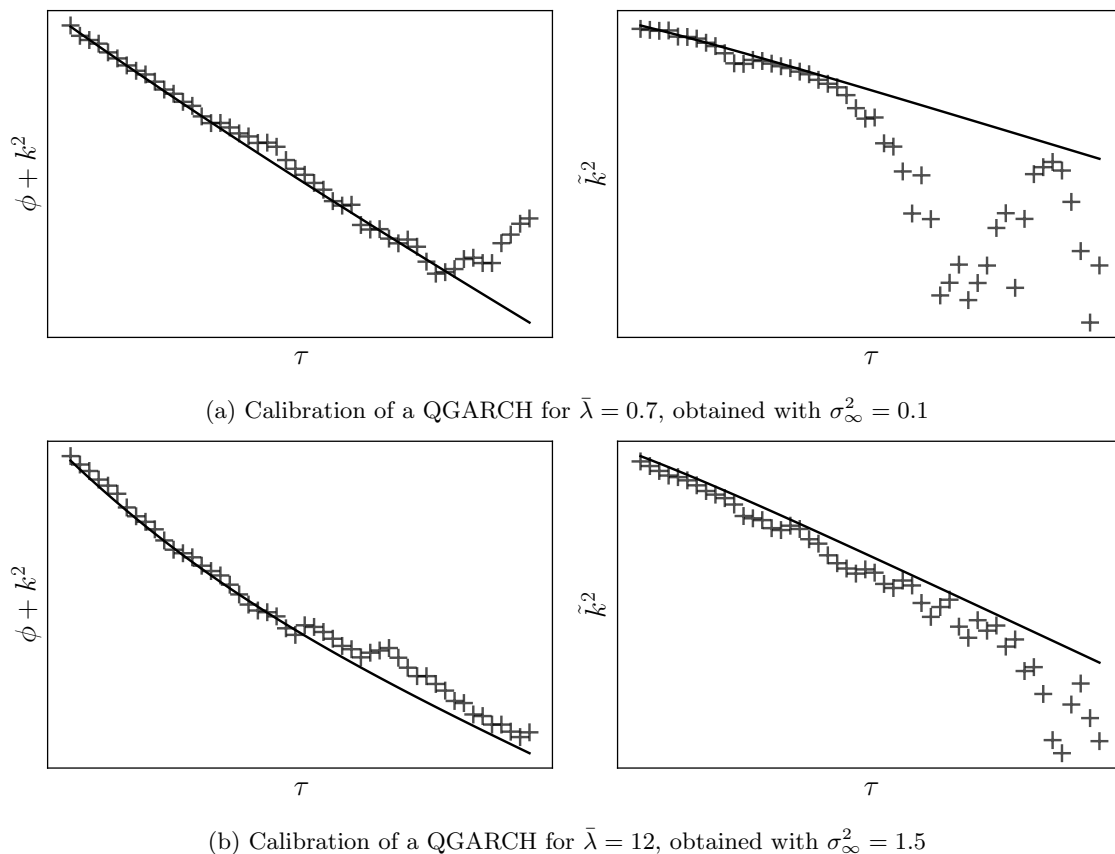 ϕ + k²
τ
k̃²
τ
(a) Calibration of a QGARCH for λ̄ = 0.7, obtained with σ²∞ = 0.1
ϕ + k²
τ
k̃²
τ
(b) Calibration of a QGARCH for λ̄ = 12, obtained with σ²∞ = 1.5